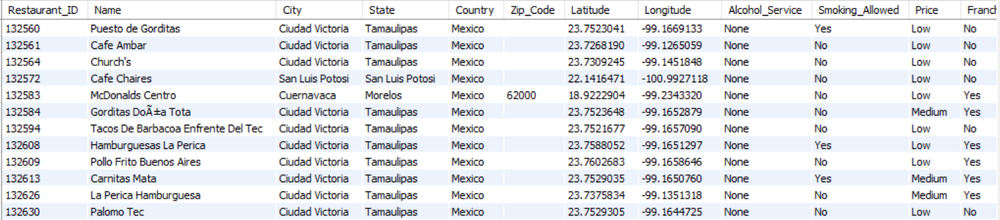 Restaurant_ID Name City State Country Zip_Code Latitude Longitude Alcohol_Service Smoking_Allowed Price Franch
132560 Puesto de Gorditas Ciudad Victoria Tamaulipas Mexico 23.7523041 -99.1669133 None Yes Low No
132561 Cafe Ambar Ciudad Victoria Tamaulipas Mexico 23.7268190 -99.1265059 None No Low No
132564 Church's Ciudad Victoria Tamaulipas Mexico 23.7309245 -99.1451848 None No Low No
132572 Cafe Chaires San Luis Potosi San Luis Potosi Mexico 22.1416471 -100.9927118 None No Low No
132583 McDonalds Centro Cuernavaca Morelos Mexico 62000 18.9222904 -99.2343320 None No Low Yes
132584 Gorditas DoÃ±a Tota Ciudad Victoria Tamaulipas Mexico 23.7523648 -99.1652879 None No Medium Yes
132594 Tacos De Barbacoa Enfrente Del Tec Ciudad Victoria Tamaulipas Mexico 23.7521677 -99.1657090 None No Low No
132608 Hamburguesas La Perica Ciudad Victoria Tamaulipas Mexico 23.7588052 -99.1651297 None Yes Low Yes
132609 Pollo Frito Buenos Aires Ciudad Victoria Tamaulipas Mexico 23.7602683 -99.1658646 None No Low Yes
132613 Carnitas Mata Ciudad Victoria Tamaulipas Mexico 23.7529035 -99.1650760 None Yes Medium Yes
132626 La Perica Hamburguesa Ciudad Victoria Tamaulipas Mexico 23.7375834 -99.1351318 None No Medium Yes
132630 Palomo Tec Ciudad Victoria Tamaulipas Mexico 23.7529305 -99.1644725 None No Low No